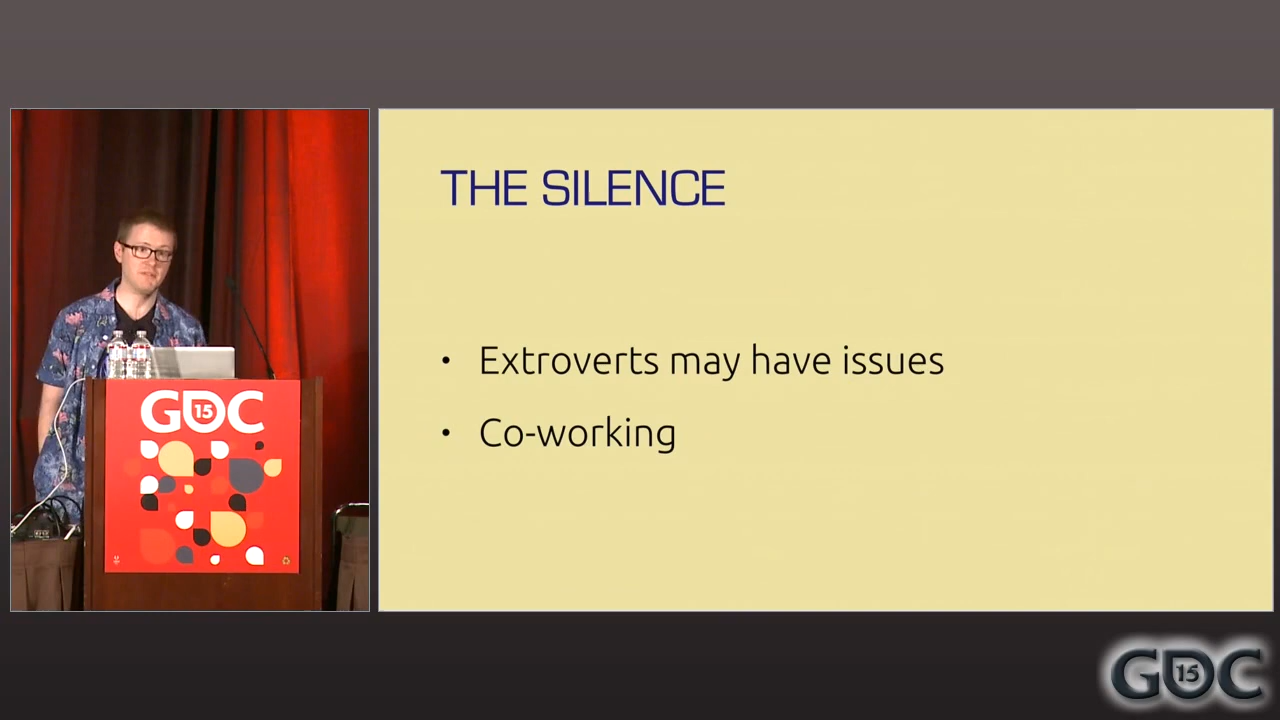 THE SILENCE
• Extroverts may have issues
• Co-working
GDC
15
GDC
15